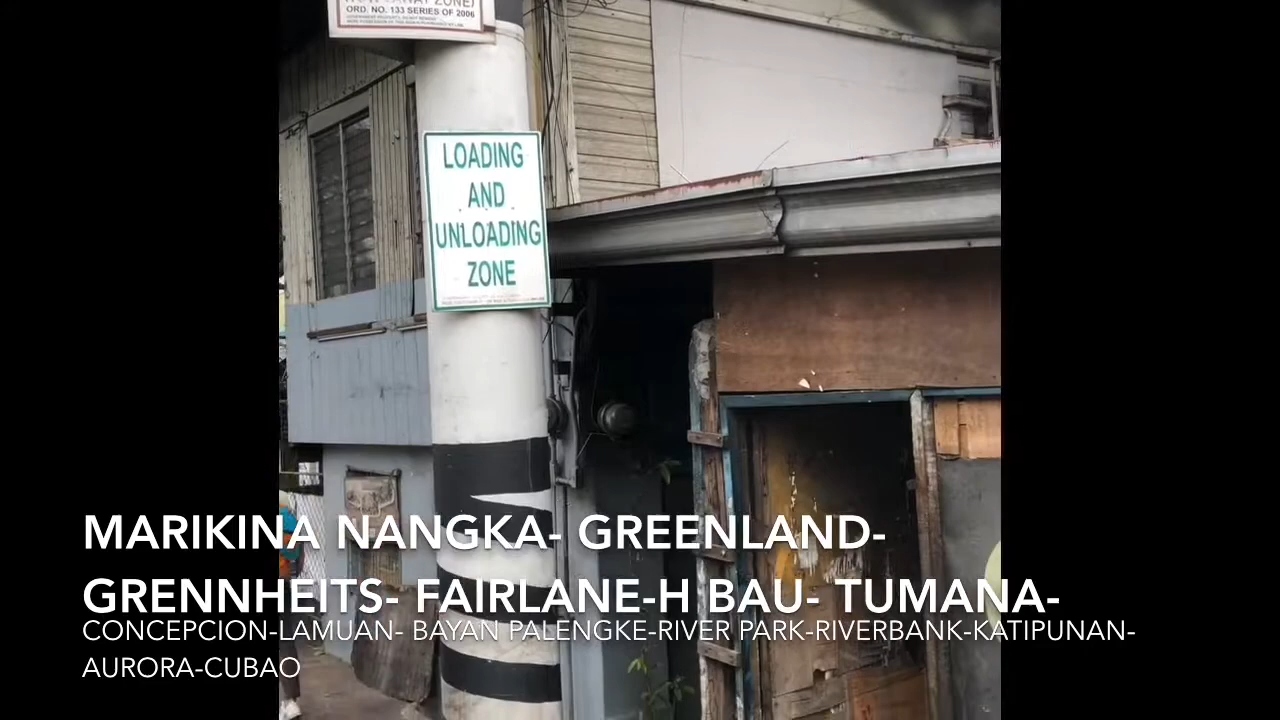 ORD. NO. 133 SERIES OF 2006
LOADING
AND
UNLOADING
ZONE
MARIKINA NANGKA- GREENLAND-
GRENNHEITS- FAIRLANE-H BAU- TUMANA-
CONCEPCION-LAMUAN- BAYAN PALENGKE-RIVER PARK-RIVERBANK-KATIPUNAN-
AURORA-CUBAO